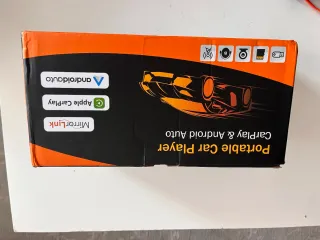 Portable Car Player
CarPlay & Android Auto
MirrorLink
Apple CarPlay
androidauto